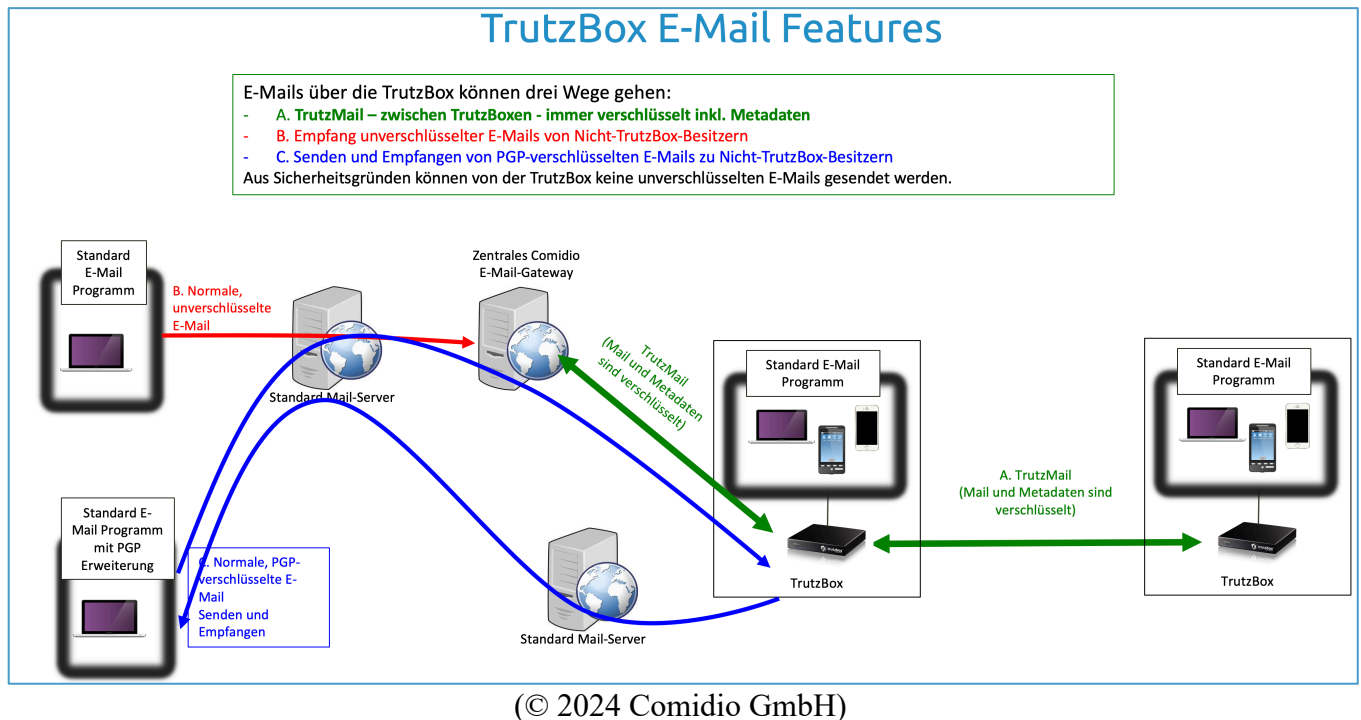 TrutzBox E-Mail Features
E-Mails über die TrutzBox können drei Wege gehen:
- A. TrutzMail – zwischen TrutzBoxen - immer verschlüsselt inkl. Metadaten
- B. Empfang unverschlüsselter E-Mails von Nicht-TrutzBox-Besitzern
- C. Senden und Empfangen von PGP-verschlüsselten E-Mails zu Nicht-TrutzBox-Besitzern
Aus Sicherheitsgründen können von der TrutzBox keine unverschlüsselten E-Mails gesendet werden.
Standard
E-Mail
Programm
B. Normale,
unverschlüsselte
E-Mail
Standard Mail-Server
Zentrales Comidio
E-Mail-Gateway
TrutzMail
(Mail und Metadaten
sind verschlüsselt)
Standard E-Mail
Programm
TrutzBox
A. TrutzMail
(Mail und Metadaten sind
verschlüsselt)
Standard E-Mail
Programm
TrutzBox
Standard E-
Mail Programm
mit PGP
Erweiterung
C. Normale, PGP-
verschlüsselte E-
Mail
Senden und
Empfangen
Standard Mail-Server
(© 2024 Comidio GmbH)